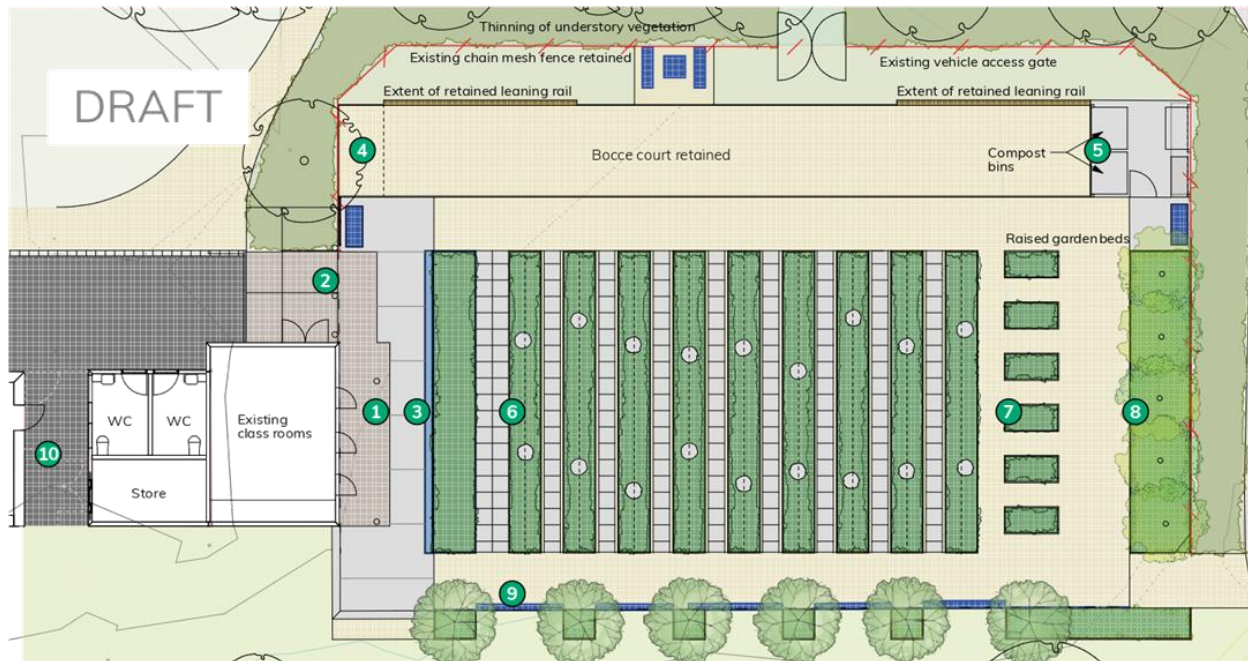 Thinning of understory vegetation
Existing chain mesh fence retained
Existing vehicle access gate
DRAFT
Extent of retained leaning rail
Extent of retained leaning rail
4
Bocce court retained
Compost
bins
5
Raised garden beds
2
1
3
6
7
8
WC
WC
Existing
class rooms
10
Store
9